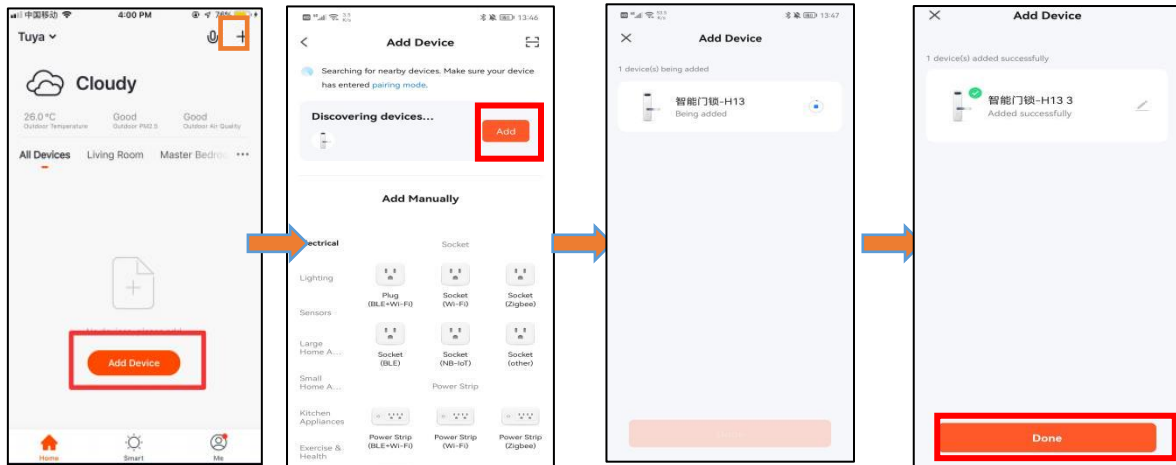 中国移动
4:00 PM
76%
Tuya
Cloudy
26.0 °C
Good
Good
Outdoor Temperature
Outdoor PM2.5
Outdoor Air Quality
All Devices
Living Room
Master Bedroo
Add Device
Home
Smart
Me
13:46
Add Device
Searching for nearby devices. Make sure your device
has entered pairing mode.
Discovering devices...
Add
Add Manually
ectrical
Socket
Lighting
Plug
(BLE+Wi-Fi)
Socket
(Wi-Fi)
Socket
(Zigbee)
Sensors
Large
Home A...
Socket
(BLE)
Socket
(NB-IoT)
Socket
(other)
Small
Home A...
Power Strip
Kitchen
Appliances
Power Strip
(BLE+Wi-Fi)
Power Strip
(Wi-Fi)
Power Strip
(Zigbee)
Exercise &
Health
13:47
Add Device
1 device(s) being added
智能门锁-H13
Being added
Add Device
1 device(s) added successfully
智能门锁-H13 3
Added successfully
Done